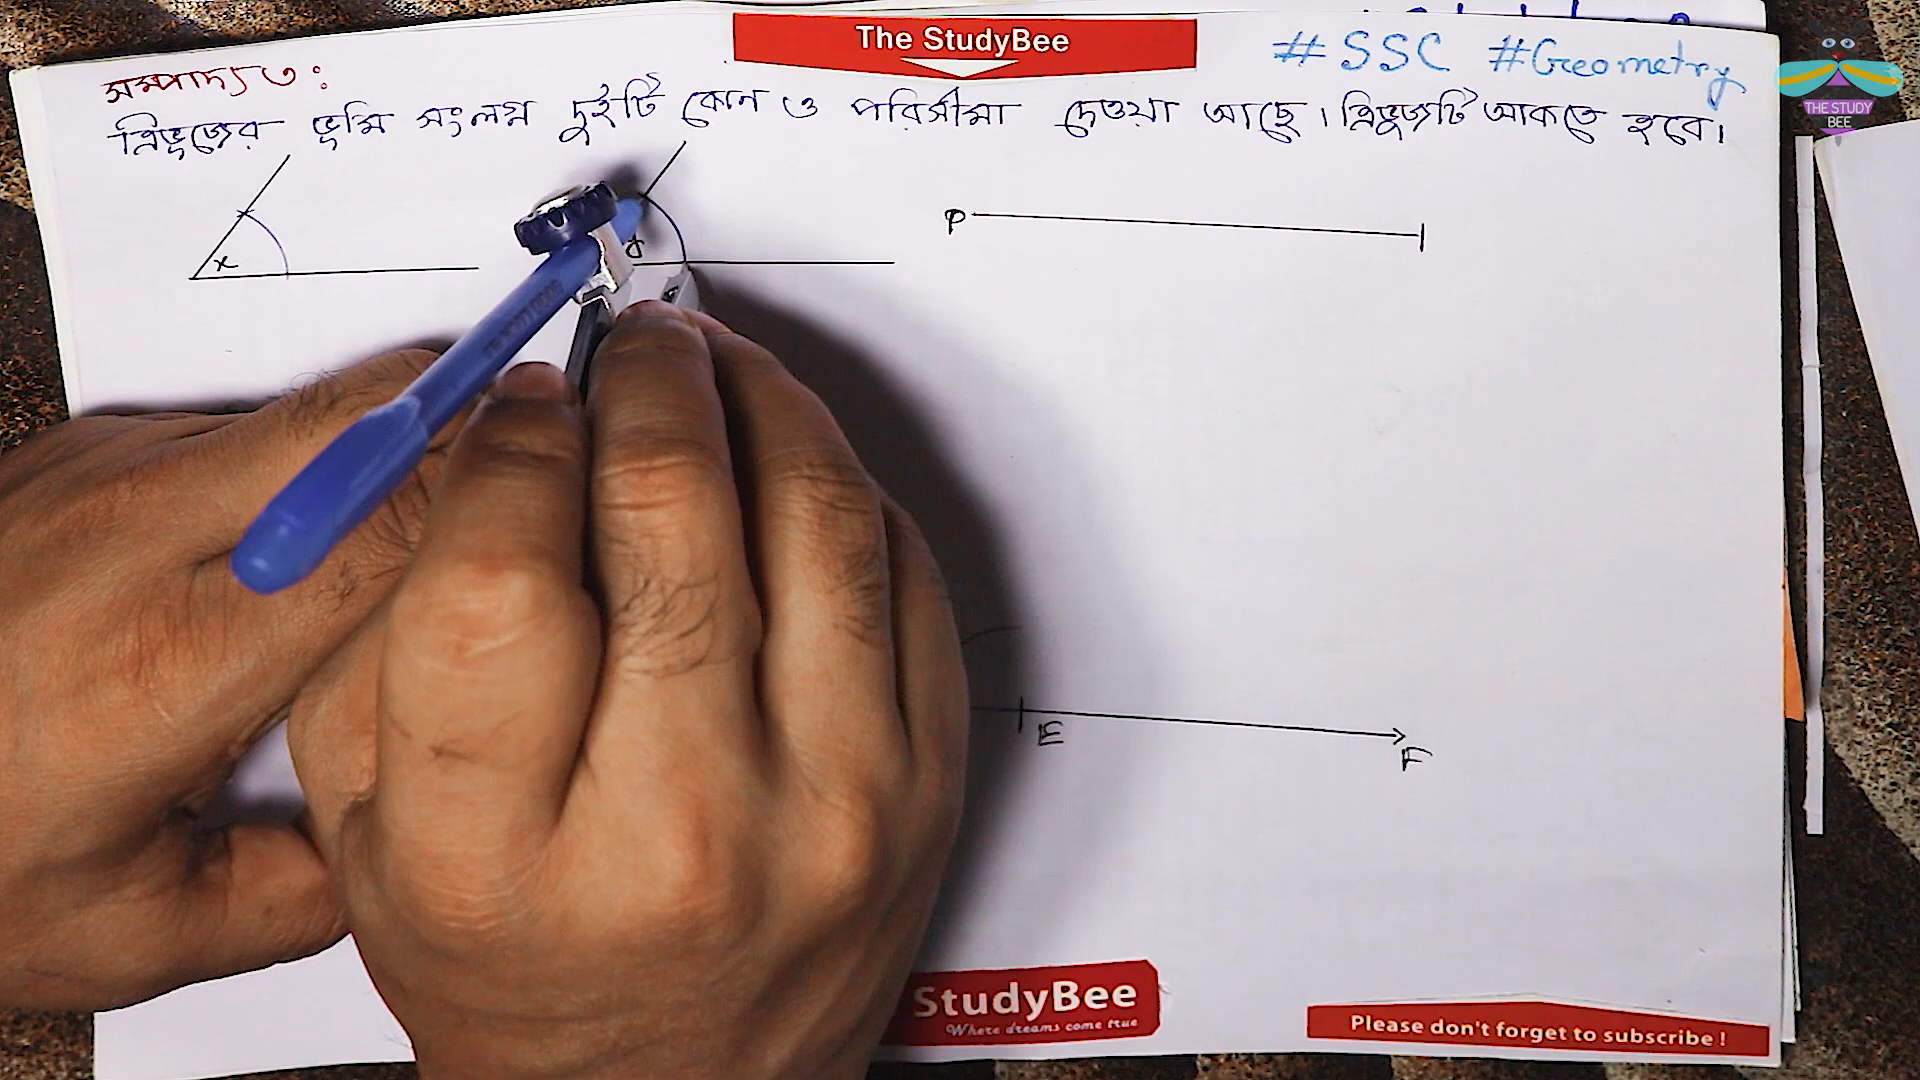 The StudyBee
#SSC #Geometry
THE STUDY
BEE
সম্পাদ্য ৩ :
ত্রিভুজের ভূমি সংলগ্ন দুইটি কোন ও পরিসীমা দেওয়া আছে। ত্রিভুজটি আকতে হবে।
x
P
E
F
StudyBee
Where dreams come true
Please don't forget to subscribe !